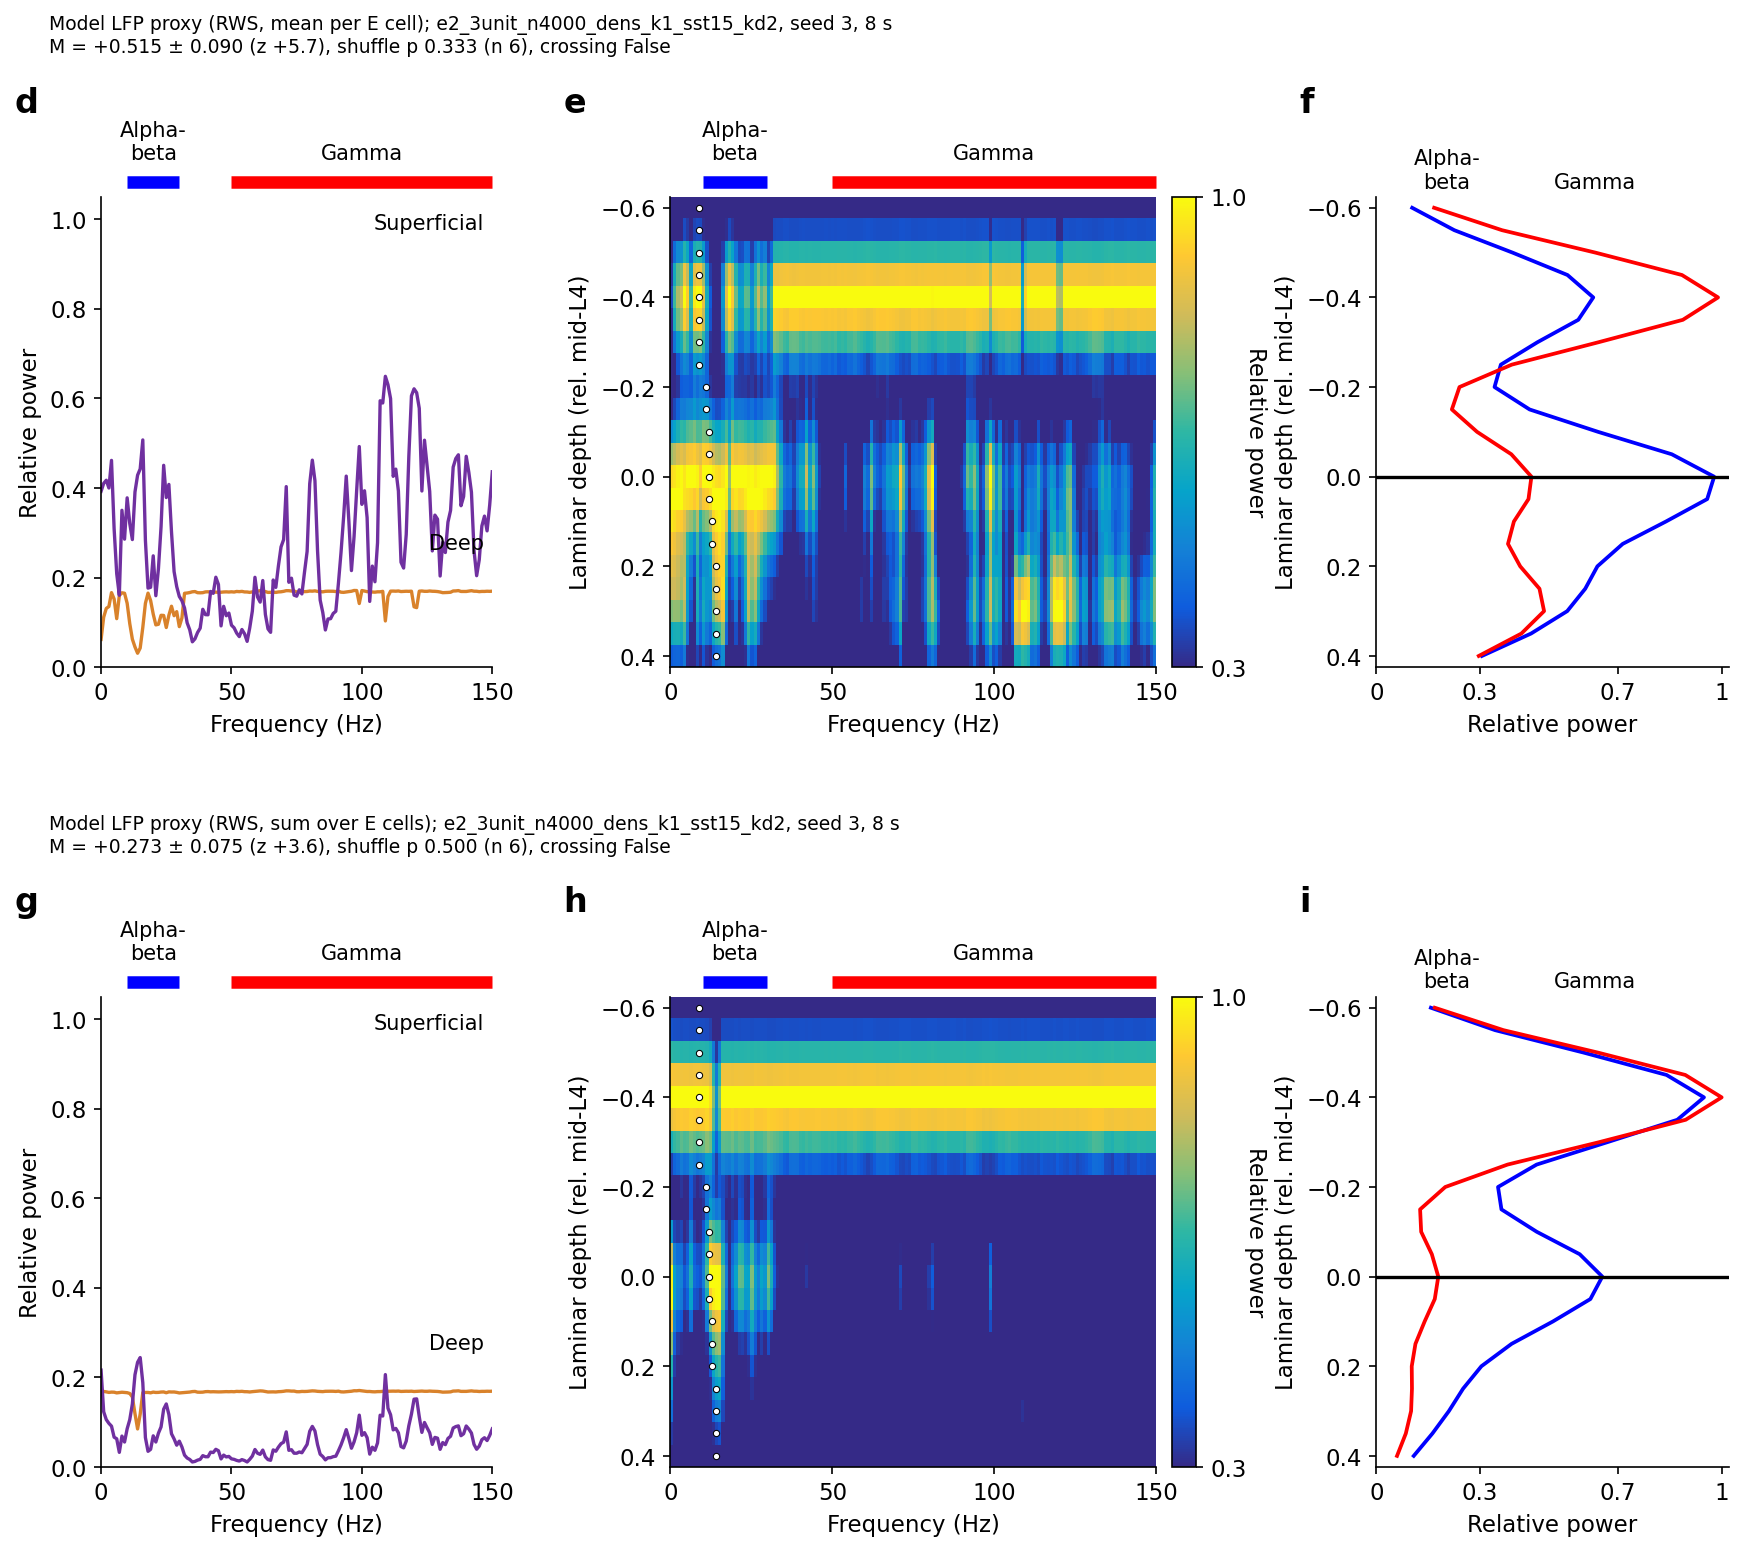 Model LFP proxy (RWS, mean per E cell); e2_3unit_n4000_dens_k1_sst15_kd2, seed 3, 8 s
M = +0.515 ± 0.090 (z +5.7), shuffle p 0.333 (n 6), crossing False
d
Alpha-
beta
Gamma
Superficial
Deep
Relative power
1.0
0.8
0.6
0.4
0.2
0.0
0
50
100
150
Frequency (Hz)
e
Alpha-
beta
Gamma
Laminar depth (rel. mid-L4)
−0.6
−0.4
−0.2
0.0
0.2
0.4
0
50
100
150
Frequency (Hz)
1.0
0.3
Relative power
f
Alpha-
beta
Gamma
Laminar depth (rel. mid-L4)
−0.6
−0.4
−0.2
0.0
0.2
0.4
0
0.3
0.7
1
Relative power
Model LFP proxy (RWS, sum over E cells); e2_3unit_n4000_dens_k1_sst15_kd2, seed 3, 8 s
M = +0.273 ± 0.075 (z +3.6), shuffle p 0.500 (n 6), crossing False
g
Alpha-
beta
Gamma
Superficial
Deep
Relative power
1.0
0.8
0.6
0.4
0.2
0.0
0
50
100
150
Frequency (Hz)
h
Alpha-
beta
Gamma
Laminar depth (rel. mid-L4)
−0.6
−0.4
−0.2
0.0
0.2
0.4
0
50
100
150
Frequency (Hz)
1.0
0.3
Relative power
i
Alpha-
beta
Gamma
Laminar depth (rel. mid-L4)
−0.6
−0.4
−0.2
0.0
0.2
0.4
0
0.3
0.7
1
Relative power